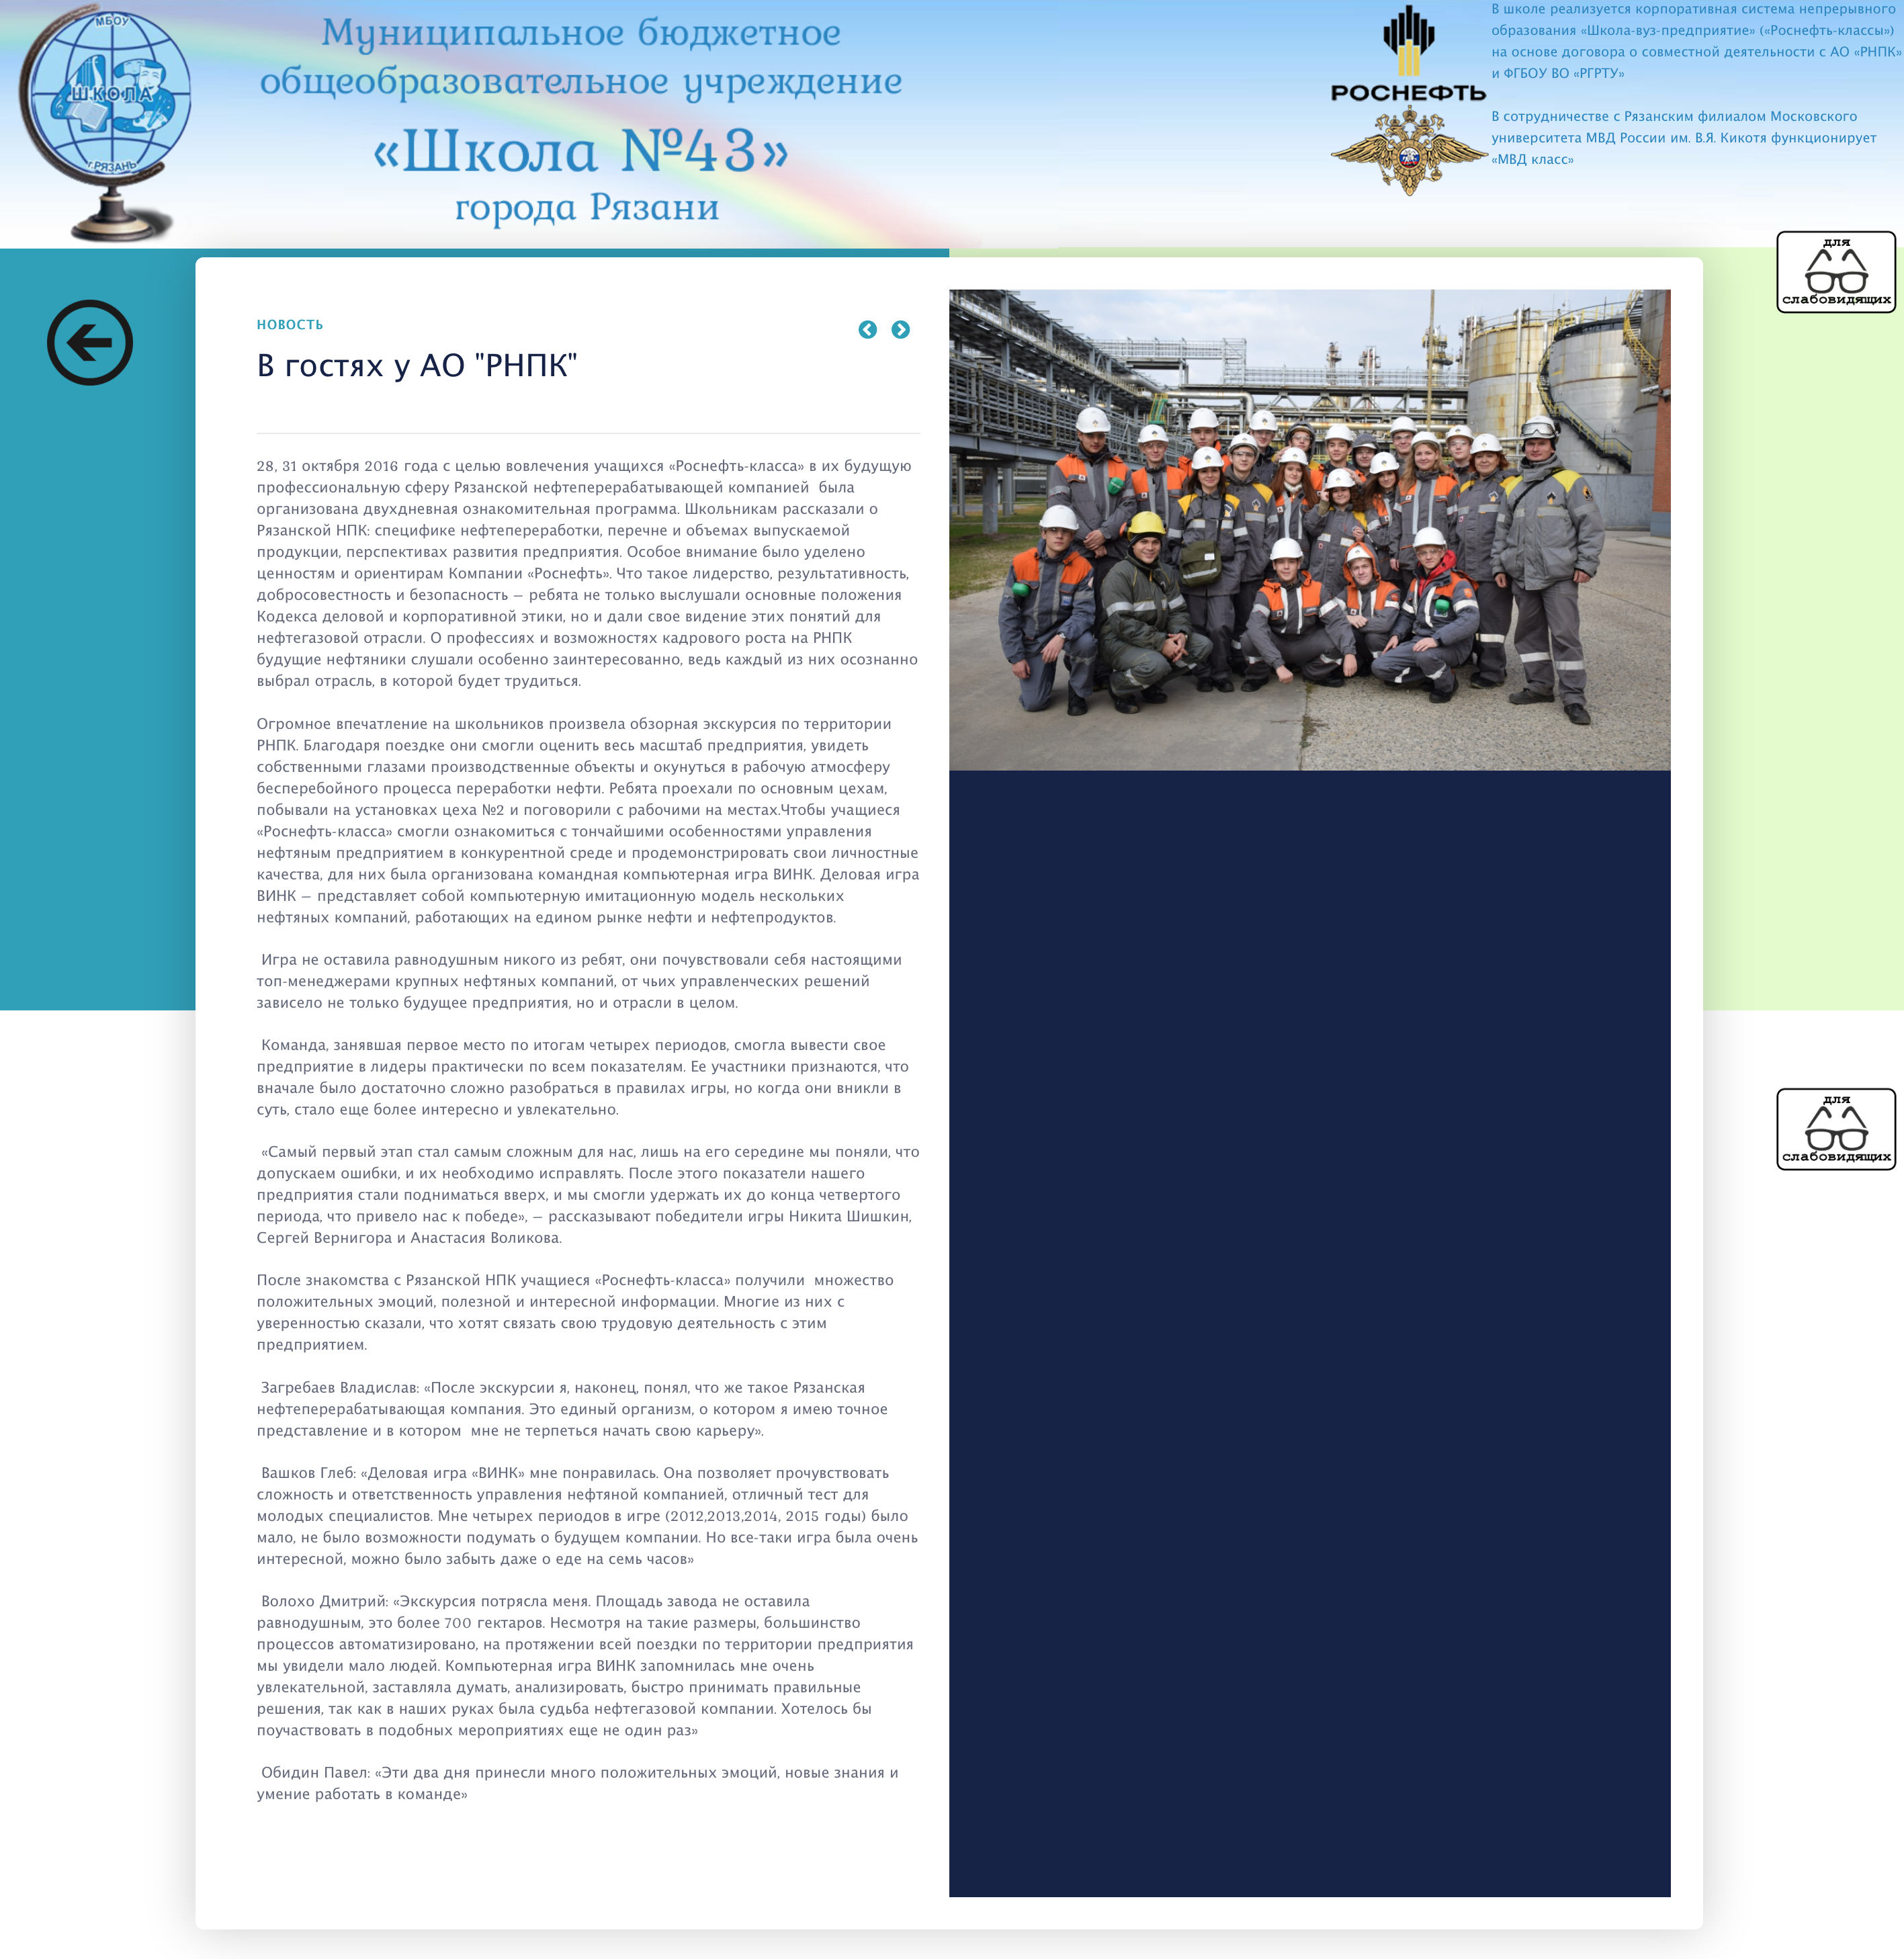 МБОУ
ШКОЛА
43
Г.РЯЗАНЬ
Муниципальное бюджетное
общеобразовательное учреждение
«Школа №43»
города Рязани
РОСНЕФТЬ
В школе реализуется корпоративная система непрерывного
образования «Школа-вуз-предприятие» («Роснефть-классы»)
на основе договора о совместной деятельности с АО «РНПК»
и ФГБОУ ВО «РГРТУ»
В сотрудничестве с Рязанским филиалом Московского
университета МВД России им. В.Я. Кикотя функционирует
«МВД класс»
для
слабовидящих
НОВОСТЬ
В гостях у АО "РНПК"
28, 31 октября 2016 года с целью вовлечения учащихся «Роснефть-класса» в их будущую
профессиональную сферу Рязанской нефтеперерабатывающей компанией  была
организована двухдневная ознакомительная программа. Школьникам рассказали о
Рязанской НПК: специфике нефтепереработки, перечне и объемах выпускаемой
продукции, перспективах развития предприятия. Особое внимание было уделено
ценностям и ориентирам Компании «Роснефть». Что такое лидерство, результативность,
добросовестность и безопасность – ребята не только выслушали основные положения
Кодекса деловой и корпоративной этики, но и дали свое видение этих понятий для
нефтегазовой отрасли. О профессиях и возможностях кадрового роста на РНПК
будущие нефтяники слушали особенно заинтересованно, ведь каждый из них осознанно
выбрал отрасль, в которой будет трудиться.
Огромное впечатление на школьников произвела обзорная экскурсия по территории
РНПК. Благодаря поездке они смогли оценить весь масштаб предприятия, увидеть
собственными глазами производственные объекты и окунуться в рабочую атмосферу
бесперебойного процесса переработки нефти. Ребята проехали по основным цехам,
побывали на установках цеха №2 и поговорили с рабочими на местах.Чтобы учащиеся
«Роснефть-класса» смогли ознакомиться с тончайшими особенностями управления
нефтяным предприятием в конкурентной среде и продемонстрировать свои личностные
качества, для них была организована командная компьютерная игра ВИНК. Деловая игра
ВИНК – представляет собой компьютерную имитационную модель нескольких
нефтяных компаний, работающих на едином рынке нефти и нефтепродуктов.
Игра не оставила равнодушным никого из ребят, они почувствовали себя настоящими
топ-менеджерами крупных нефтяных компаний, от чьих управленческих решений
зависело не только будущее предприятия, но и отрасли в целом.
Команда, занявшая первое место по итогам четырех периодов, смогла вывести свое
предприятие в лидеры практически по всем показателям. Ее участники признаются, что
вначале было достаточно сложно разобраться в правилах игры, но когда они вникли в
суть, стало еще более интересно и увлекательно.
«Самый первый этап стал самым сложным для нас, лишь на его середине мы поняли, что
допускаем ошибки, и их необходимо исправлять. После этого показатели нашего
предприятия стали подниматься вверх, и мы смогли удержать их до конца четвертого
периода, что привело нас к победе», – рассказывают победители игры Никита Шишкин,
Сергей Вернигора и Анастасия Воликова.
После знакомства с Рязанской НПК учащиеся «Роснефть-класса» получили  множество
положительных эмоций, полезной и интересной информации. Многие из них с
уверенностью сказали, что хотят связать свою трудовую деятельность с этим
предприятием.
Загребаев Владислав: «После экскурсии я, наконец, понял, что же такое Рязанская
нефтеперерабатывающая компания. Это единый организм, о котором я имею точное
представление и в котором  мне не терпеться начать свою карьеру».
Вашков Глеб: «Деловая игра «ВИНК» мне понравилась. Она позволяет прочувствовать
сложность и ответственность управления нефтяной компанией, отличный тест для
молодых специалистов. Мне четырех периодов в игре (2012,2013,2014, 2015 годы) было
мало, не было возможности подумать о будущем компании. Но все-таки игра была очень
интересной, можно было забыть даже о еде на семь часов»
Волохо Дмитрий: «Экскурсия потрясла меня. Площадь завода не оставила
равнодушным, это более 700 гектаров. Несмотря на такие размеры, большинство
процессов автоматизировано, на протяжении всей поездки по территории предприятия
мы увидели мало людей. Компьютерная игра ВИНК запомнилась мне очень
увлекательной, заставляла думать, анализировать, быстро принимать правильные
решения, так как в наших руках была судьба нефтегазовой компании. Хотелось бы
поучаствовать в подобных мероприятиях еще не один раз»
Обидин Павел: «Эти два дня принесли много положительных эмоций, новые знания и
умение работать в команде»
для
слабовидящих